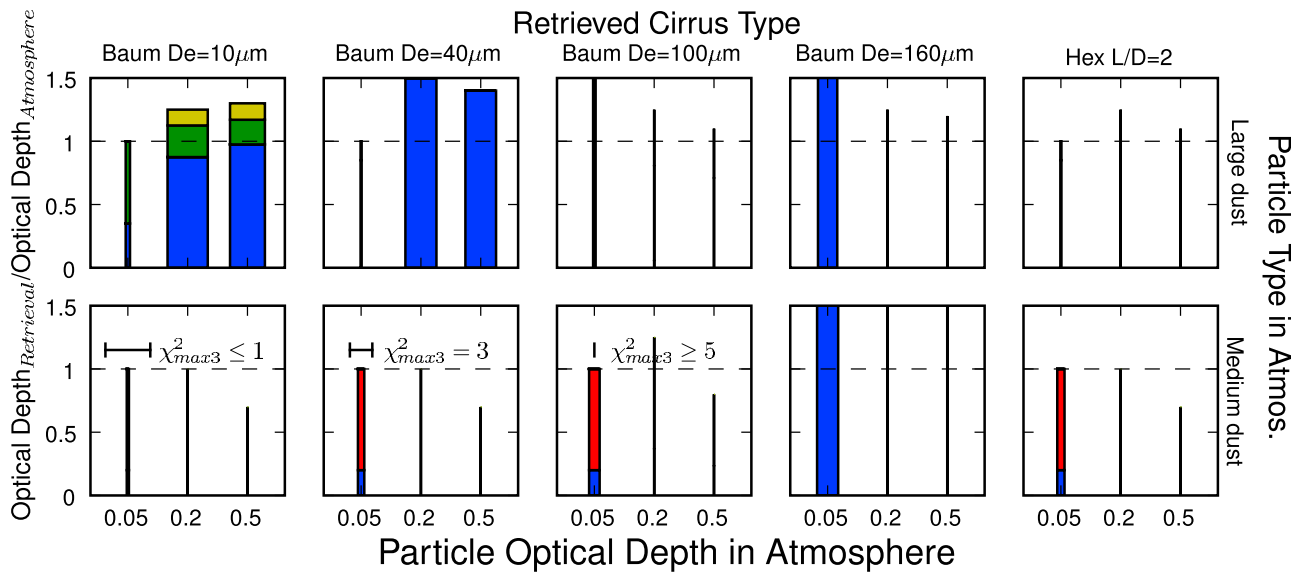 Retrieved Cirrus Type
Baum De=10μm
Baum De=40μm
Baum De=100μm
Baum De=160μm
Hex L/D=2
Optical Depth_Retrieval/Optical Depth_Atmosphere
1.5
1
0.5
0
Large dust
Particle Type in Atmos.
1.5
1
0.5
0
χ²_max3 ≤ 1
χ²_max3 = 3
χ²_max3 ≥ 5
Medium dust
0.05 0.2 0.5
0.05 0.2 0.5
0.05 0.2 0.5
0.05 0.2 0.5
0.05 0.2 0.5
Particle Optical Depth in Atmosphere